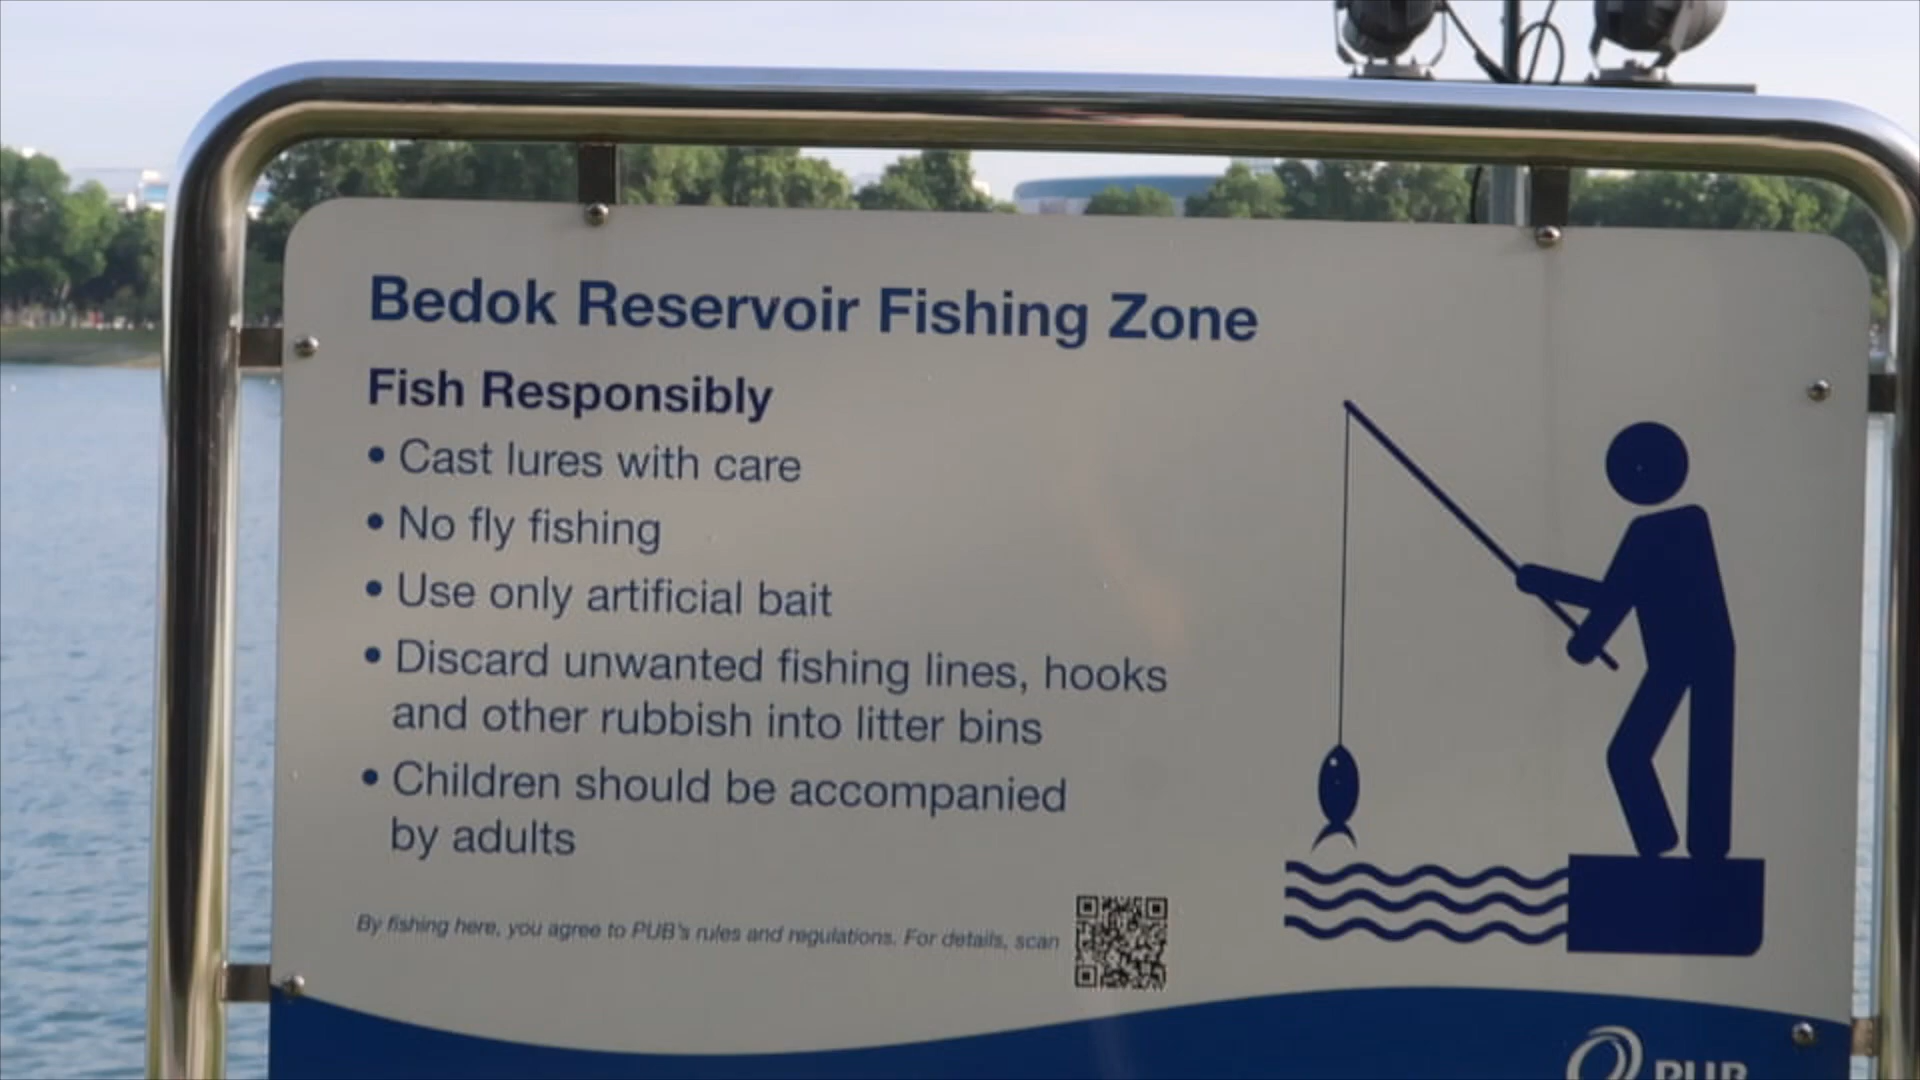 Bedok Reservoir Fishing Zone
Fish Responsibly
• Cast lures with care
• No fly fishing
• Use only artificial bait
• Discard unwanted fishing lines, hooks
and other rubbish into litter bins
• Children should be accompanied
by adults
By fishing here, you agree to PUB's rules and regulations. For details, scan
PUB